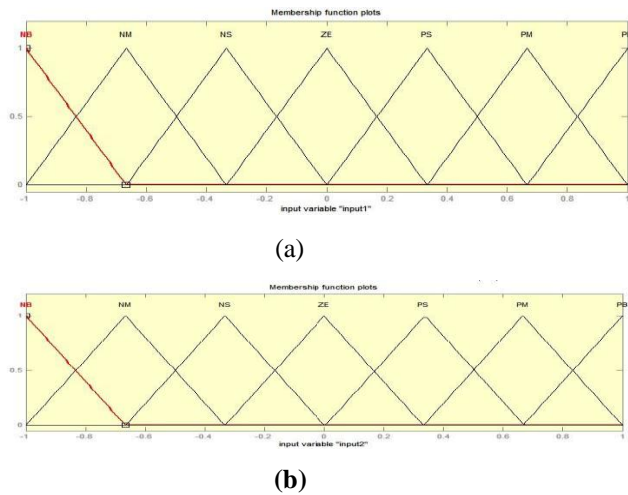 Membership function plots
NB NM NS ZE PS PM P
1
0.5
0
-1 -0.8 -0.6 -0.4 -0.2 0 0.2 0.4 0.6 0.8 1
input variable "input1"
(a)
Membership function plots
NB NM NS ZE PS PM PB
1
0.5
0
-1 -0.8 -0.6 -0.4 -0.2 0 0.2 0.4 0.6 0.8 1
input variable "input2"
(b)